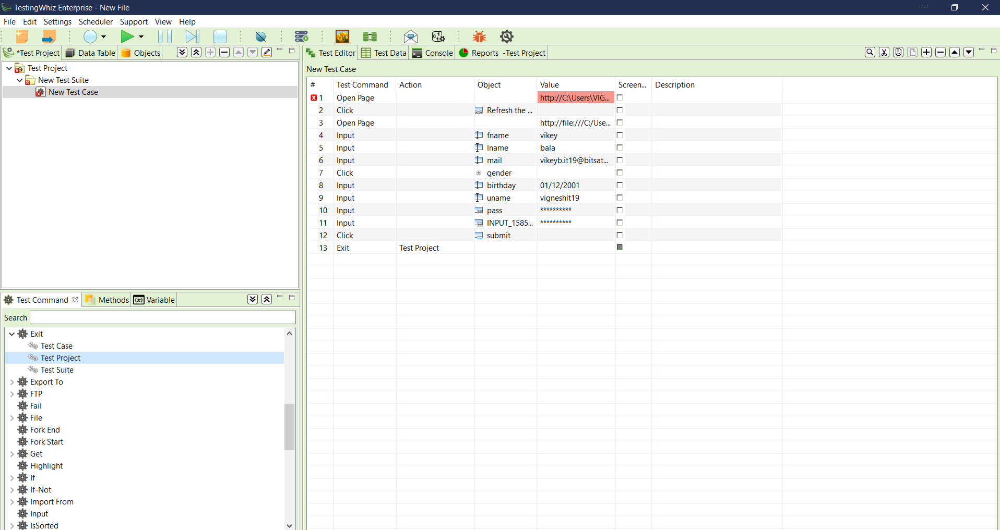 TestingWhiz Enterprise - New File
File Edit Settings Scheduler Support View Help
*Test Project Data Table Objects
Test Project
New Test Suite
New Test Case
Test Command Methods Variable
Search
Exit
Test Case
Test Project
Test Suite
Export To
FTP
Fail
File
Fork End
Fork Start
Get
Highlight
If
If-Not
Import From
Input
IsSorted
Test Editor Test Data Console Reports -Test Project
New Test Case
# Test Command Action Object Value Screen... Description
1 Open Page http://C:\Users\VIG...
2 Click Refresh the ...
3 Open Page http://file:///C:/Use...
4 Input fname vikey
5 Input lname bala
6 Input mail vikeyb.it19@bitsat...
7 Click gender
8 Input birthday 01/12/2001
9 Input uname vigneshit19
10 Input pass **********
11 Input INPUT_1585... **********
12 Click submit
13 Exit Test Project